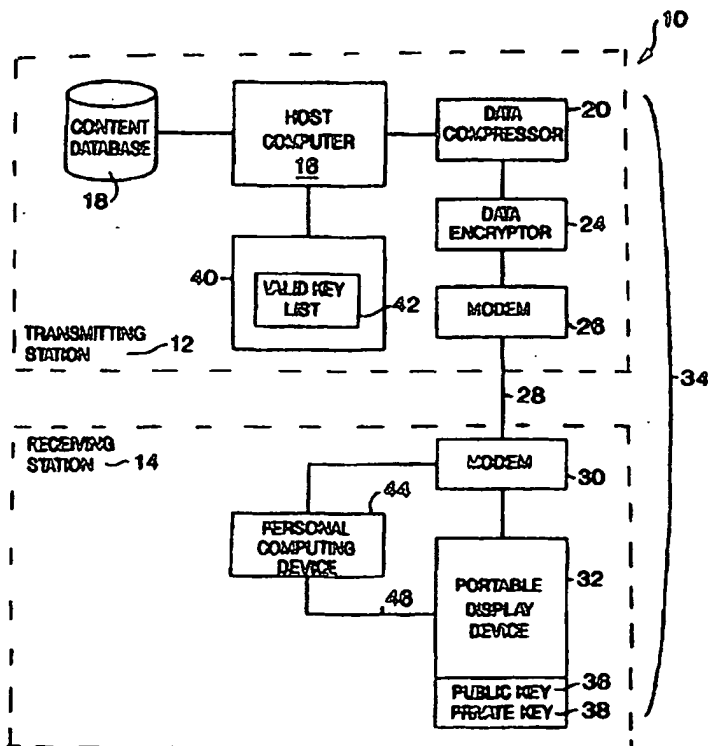 10
CONTENT
DATABASE
18
HOST
COMPUTER
16
DATA
COMPRESSOR
20
DATA
ENCRYPTOR
24
40
VALID KEY
LIST
42
MODEM
26
TRANSMITTING
STATION
12
28
34
RECEIVING
STATION
14
MODEM
30
44
PERSONAL
COMPUTING
DEVICE
46
PORTABLE
DISPLAY
DEVICE
32
PUBLIC KEY
36
PRIVATE KEY
38